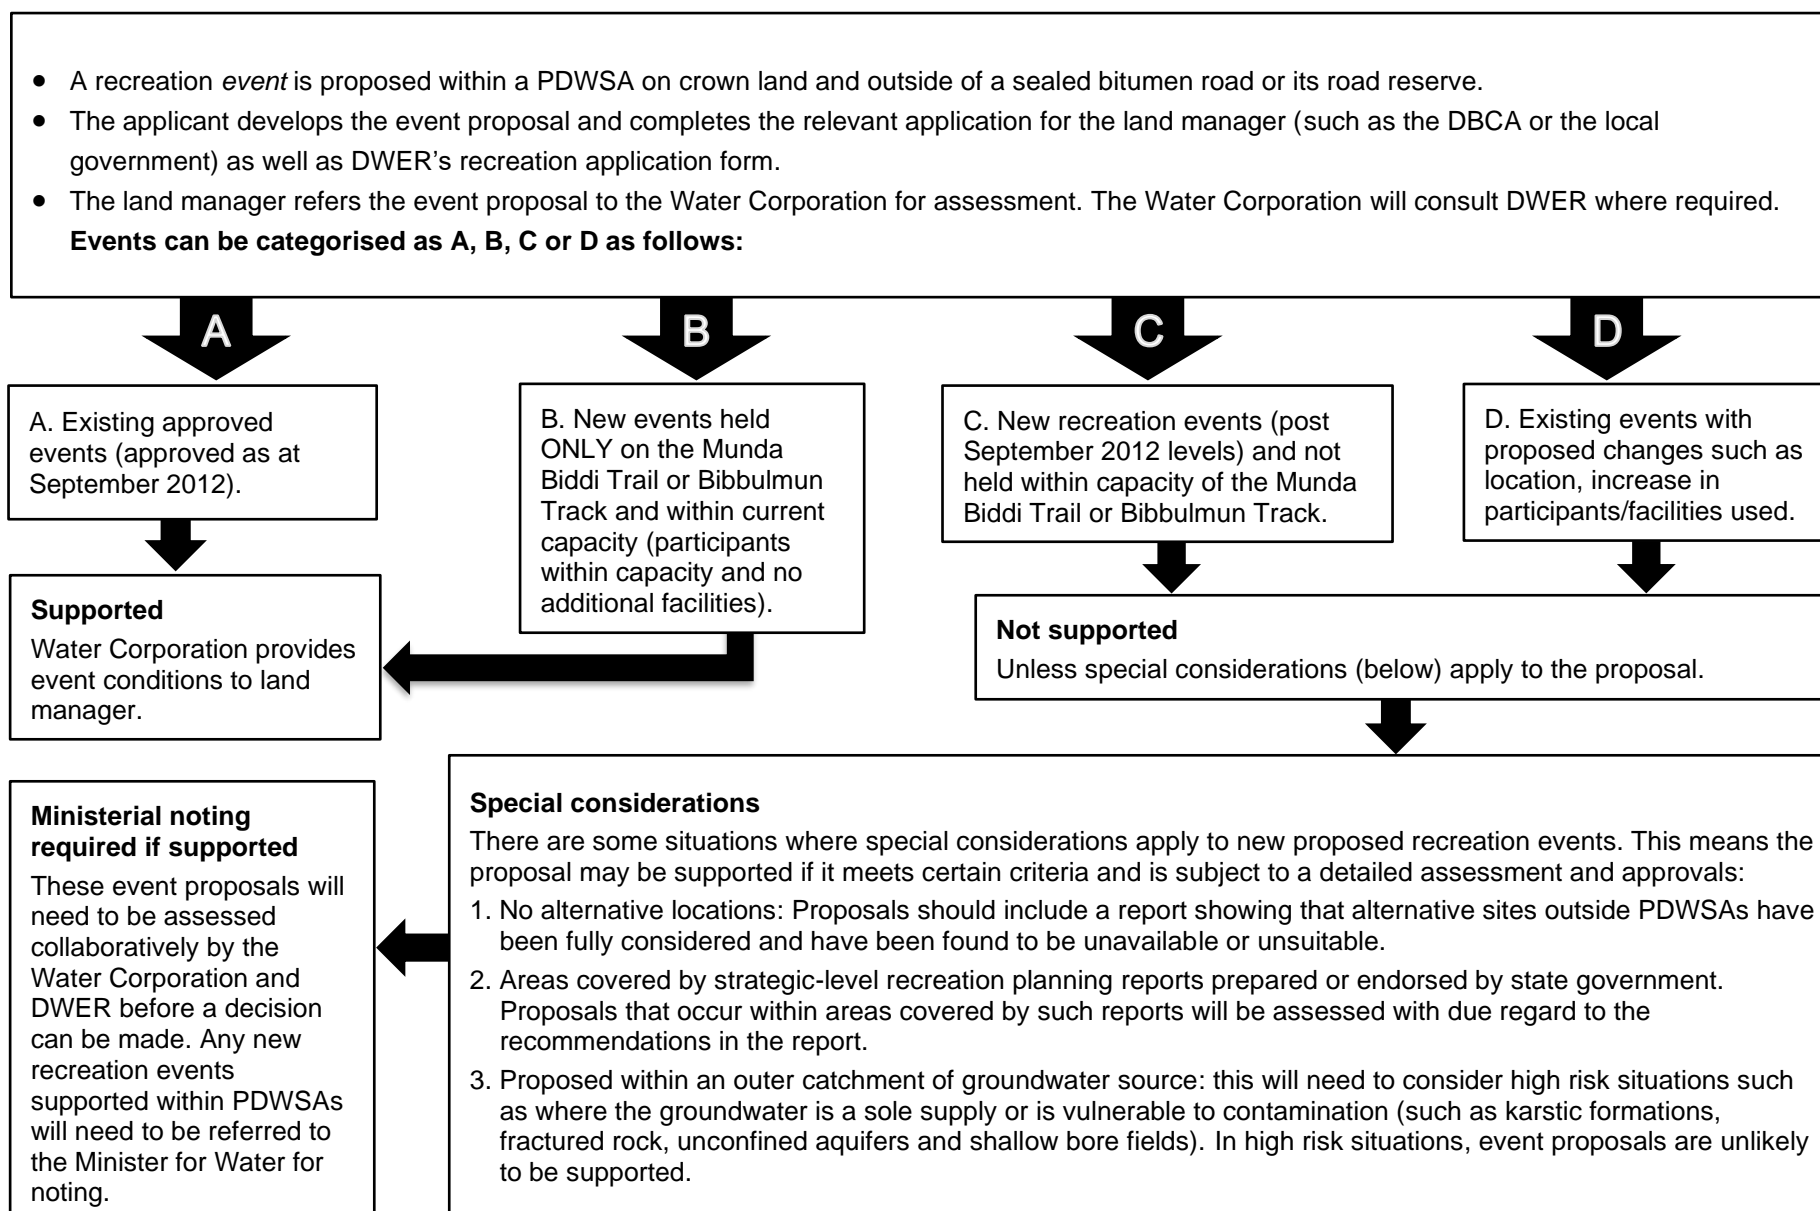 • A recreation event is proposed within a PDWSA on crown land and outside of a sealed bitumen road or its road reserve.
• The applicant develops the event proposal and completes the relevant application for the land manager (such as the DBCA or the local
government) as well as DWER’s recreation application form.
• The land manager refers the event proposal to the Water Corporation for assessment. The Water Corporation will consult DWER where required.
Events can be categorised as A, B, C or D as follows:
A
B
C
D
A. Existing approved
events (approved as at
September 2012).
B. New events held
ONLY on the Munda
Biddi Trail or Bibbulmun
Track and within current
capacity (participants
within capacity and no
additional facilities).
C. New recreation events (post
September 2012 levels) and not
held within capacity of the Munda
Biddi Trail or Bibbulmun Track.
D. Existing events with
proposed changes such as
location, increase in
participants/facilities used.
Supported
Water Corporation provides
event conditions to land
manager.
Not supported
Unless special considerations (below) apply to the proposal.
Ministerial noting
required if supported
These event proposals will
need to be assessed
collaboratively by the
Water Corporation and
DWER before a decision
can be made. Any new
recreation events
supported within PDWSAs
will need to be referred to
the Minister for Water for
noting.
Special considerations
There are some situations where special considerations apply to new proposed recreation events. This means the
proposal may be supported if it meets certain criteria and is subject to a detailed assessment and approvals:
1. No alternative locations: Proposals should include a report showing that alternative sites outside PDWSAs have
been fully considered and have been found to be unavailable or unsuitable.
2. Areas covered by strategic-level recreation planning reports prepared or endorsed by state government.
Proposals that occur within areas covered by such reports will be assessed with due regard to the
recommendations in the report.
3. Proposed within an outer catchment of groundwater source: this will need to consider high risk situations such
as where the groundwater is a sole supply or is vulnerable to contamination (such as karstic formations,
fractured rock, unconfined aquifers and shallow bore fields). In high risk situations, event proposals are unlikely
to be supported.